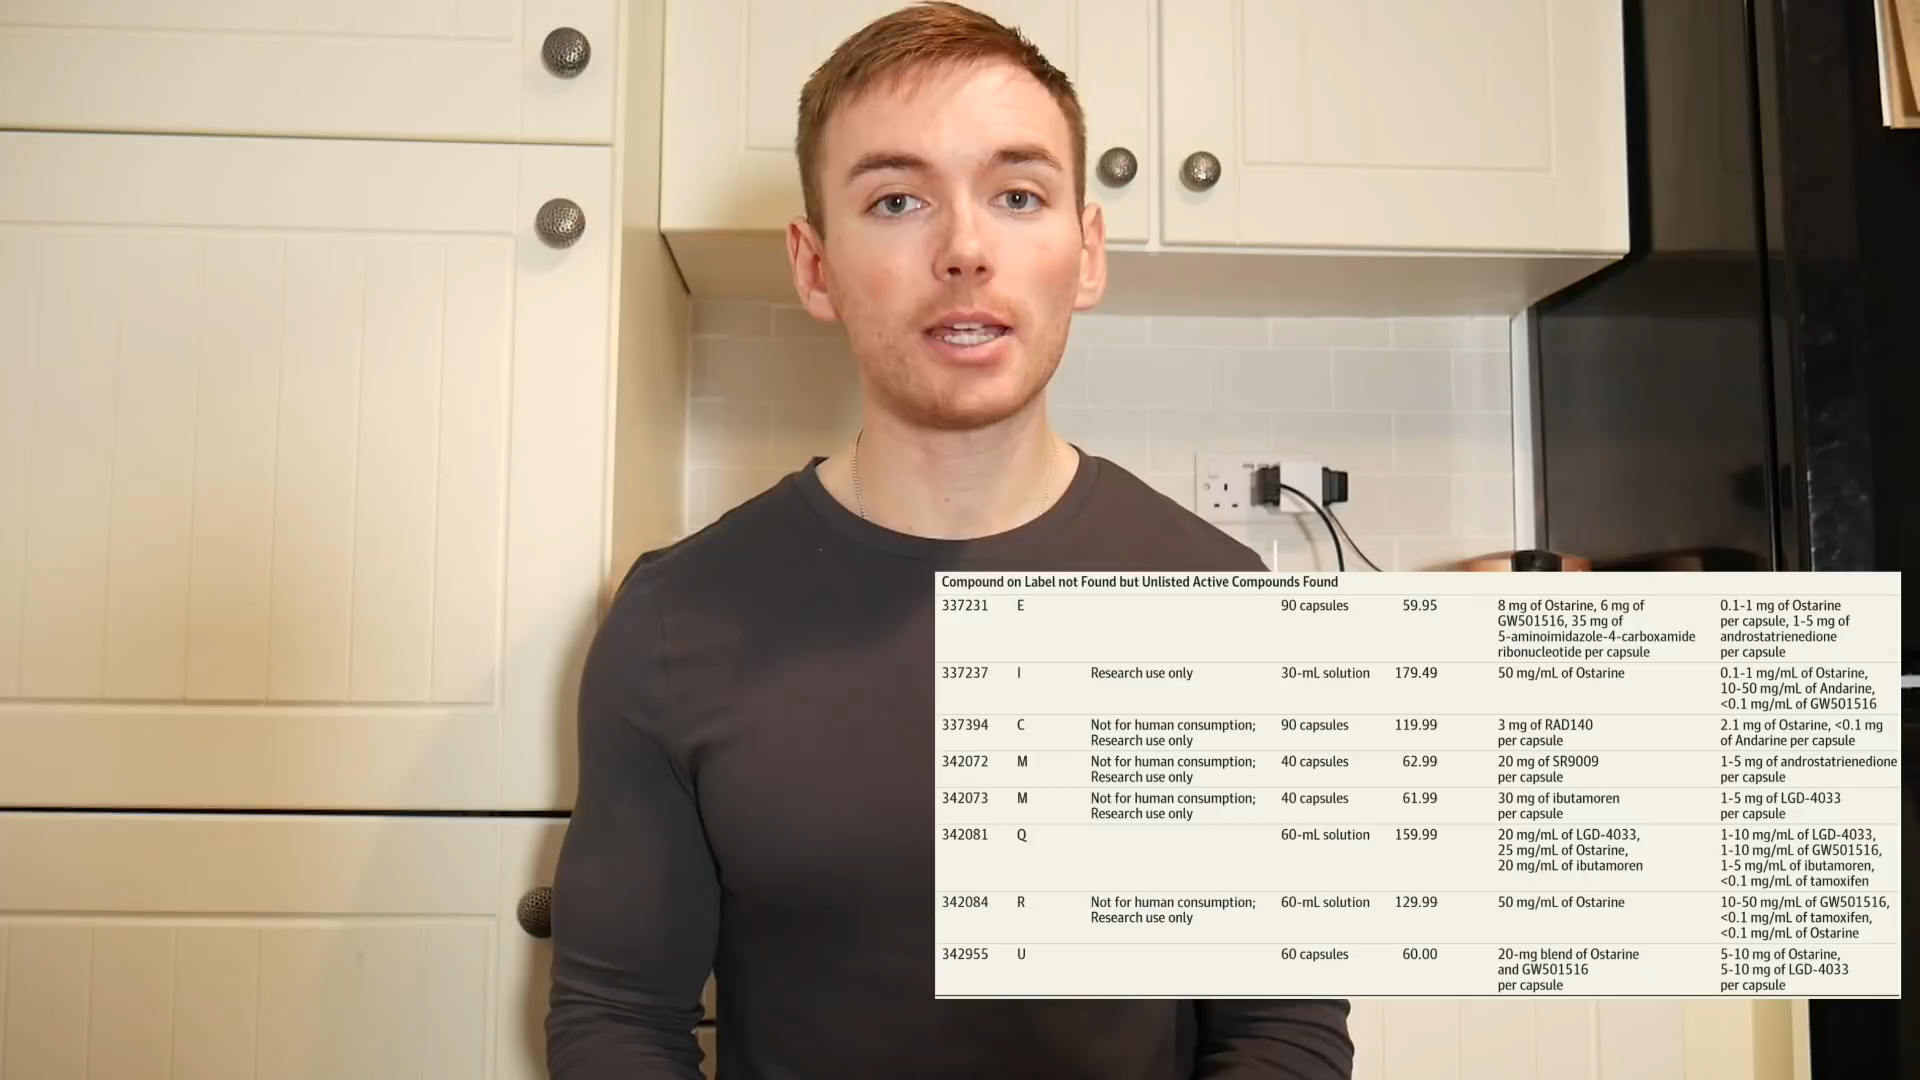 Compound on Label not Found but Unlisted Active Compounds Found
337231 E 90 capsules 59.95 8 mg of Ostarine, 6 mg of 0.1-1 mg of Ostarine
GW501516, 35 mg of per capsule, 1-5 mg of
5-aminoimidazole-4-carboxamide androstatrienedione
ribonucleotide per capsule per capsule
337237 I Research use only 30-mL solution 179.49 50 mg/mL of Ostarine 0.1-1 mg/mL of Ostarine,
10-50 mg/mL of Andarine,
<0.1 mg/mL of GW501516
337394 C Not for human consumption; 90 capsules 119.99 3 mg of RAD140 2.1 mg of Ostarine, <0.1 mg
Research use only per capsule of Andarine per capsule
342072 M Not for human consumption; 40 capsules 62.99 20 mg of SR9009 1-5 mg of androstatrienedione
Research use only per capsule per capsule
342073 M Not for human consumption; 40 capsules 61.99 30 mg of ibutamoren 1-5 mg of LGD-4033
Research use only per capsule per capsule
342081 Q 60-mL solution 159.99 20 mg/mL of LGD-4033, 1-10 mg/mL of LGD-4033,
25 mg/mL of Ostarine, 1-10 mg/mL of GW501516,
20 mg/mL of ibutamoren 1-5 mg/mL of ibutamoren,
<0.1 mg/mL of tamoxifen
342084 R Not for human consumption; 60-mL solution 129.99 50 mg/mL of Ostarine 10-50 mg/mL of GW501516,
Research use only <0.1 mg/mL of tamoxifen,
<0.1 mg/mL of Ostarine
342955 U 60 capsules 60.00 20-mg blend of Ostarine 5-10 mg of Ostarine,
and GW501516 5-10 mg of LGD-4033
per capsule per capsule